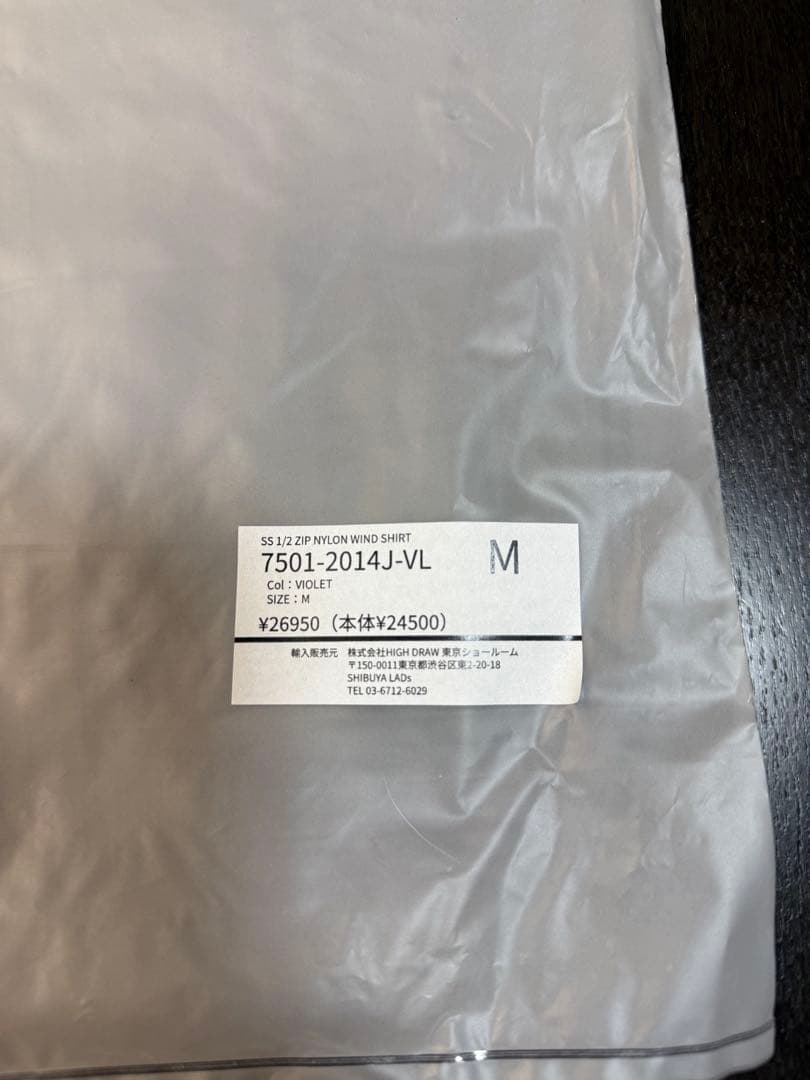 SS 1/2 ZIP NYLON WIND SHIRT
7501-2014J-VL M
Col：VIOLET
SIZE：M
¥26950（本体¥24500）
輸入販売元 株式会社HIGH DRAW 東京ショールーム
〒150-0011東京都渋谷区東2-20-18
SHIBUYA LADs
TEL 03-6712-6029